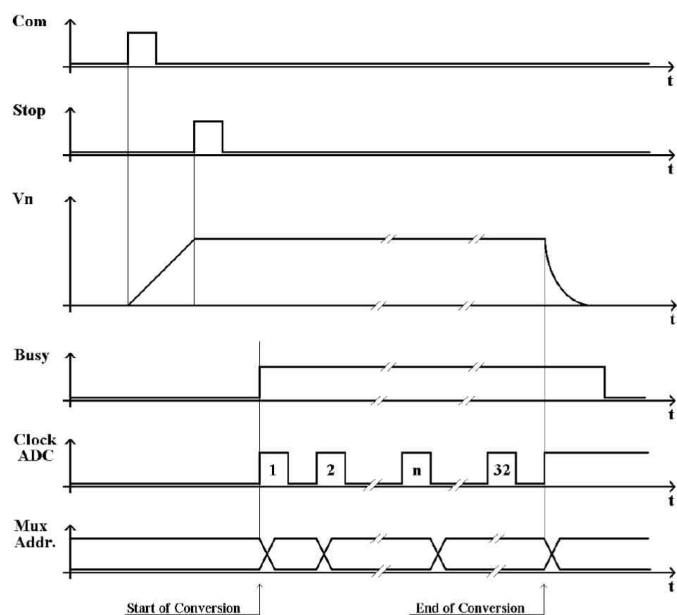 Com
t
Stop
t
Vn
t
Busy
t
Clock
ADC
1 2 n 32
t
Mux
Addr.
t
Start of Conversion End of Conversion